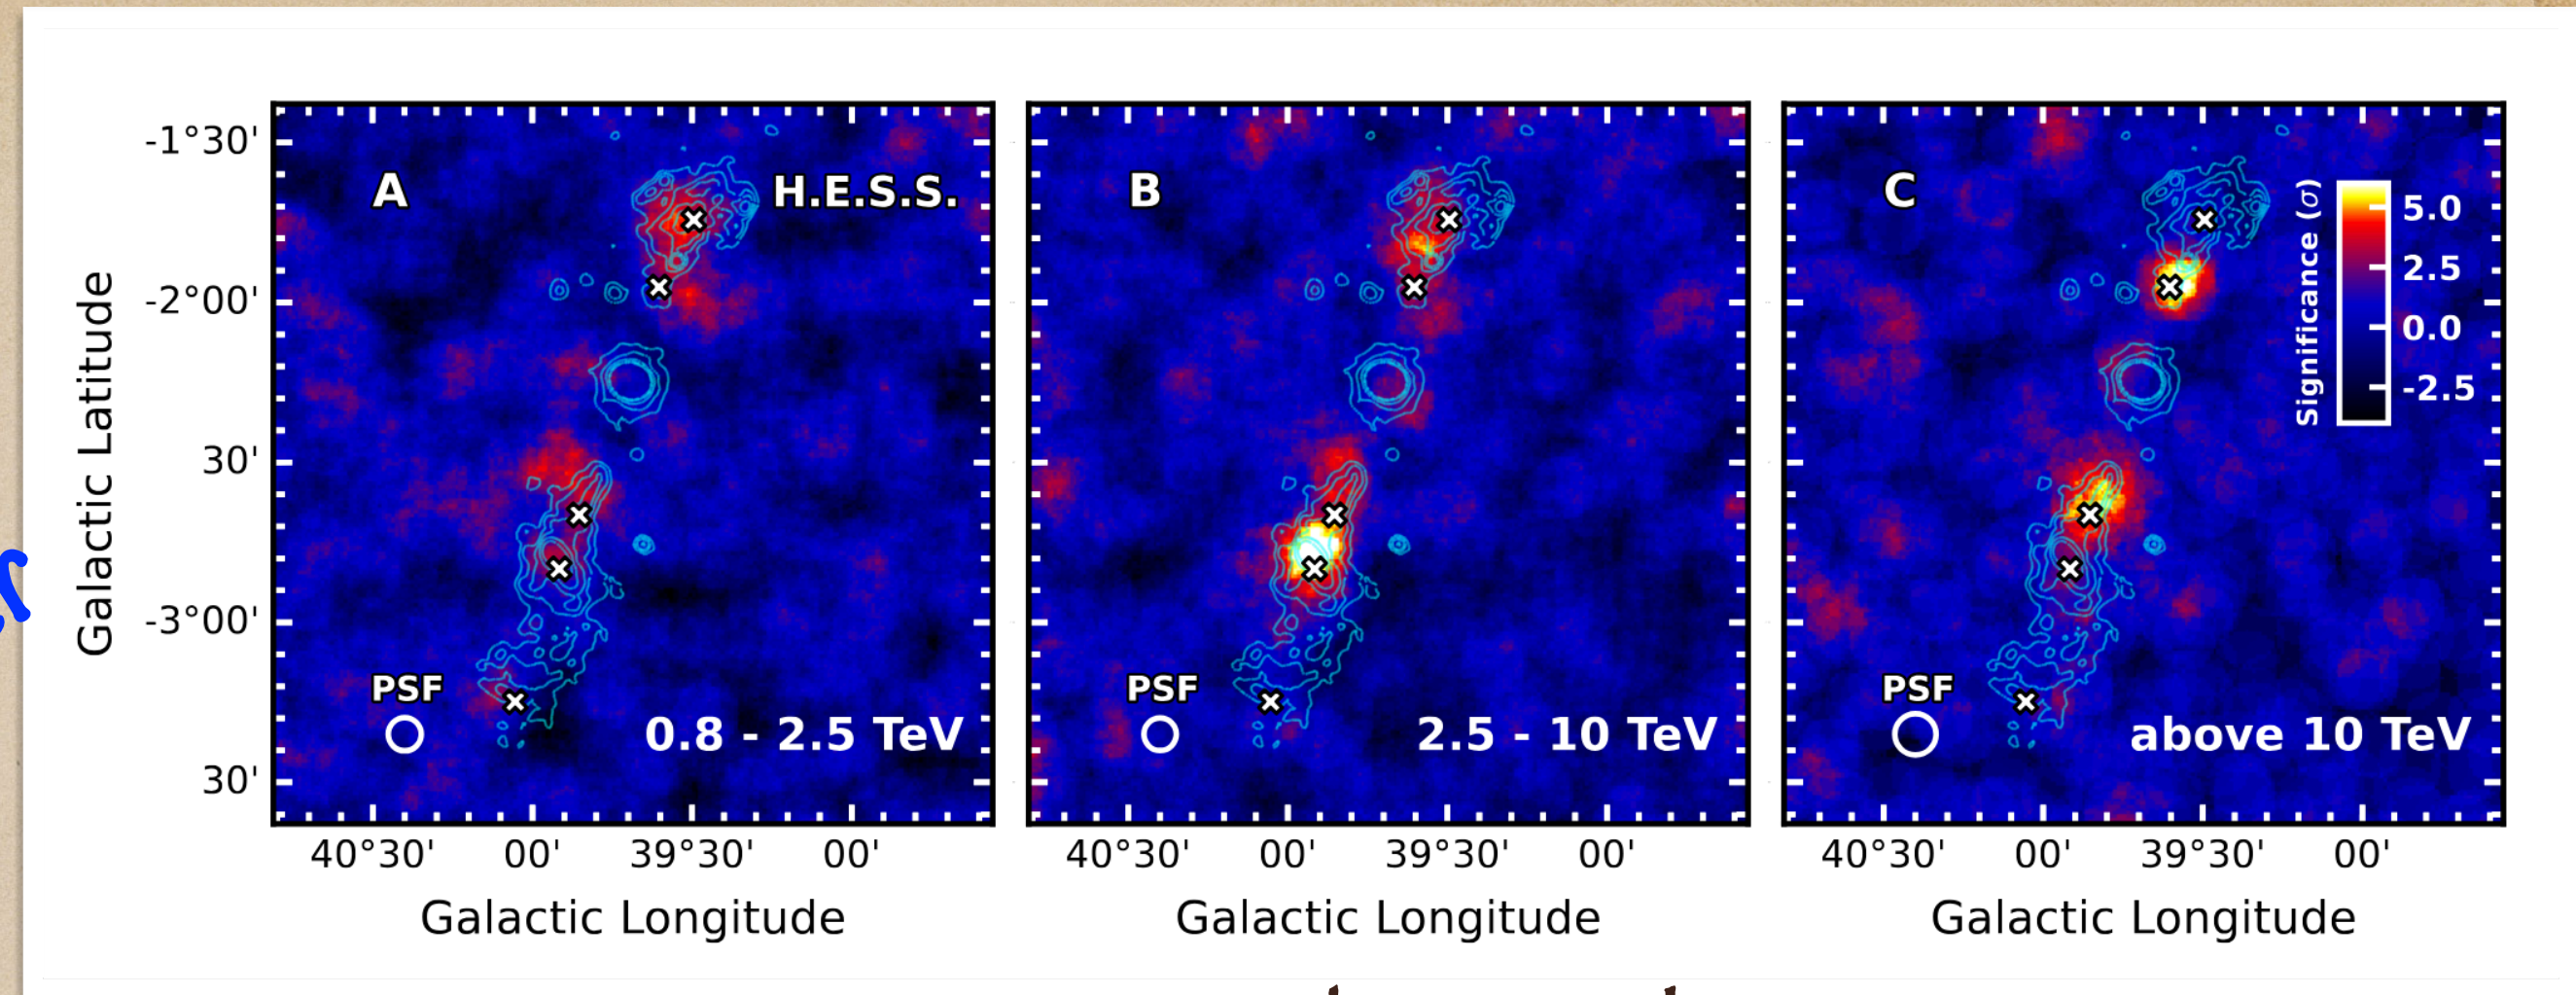 A
H.E.S.S.
B
C
Significance (σ)
5.0
2.5
0.0
-2.5
Galactic Latitude
-1°30'
-2°00'
30'
-3°00'
30'
PSF
0.8 - 2.5 TeV
PSF
2.5 - 10 TeV
PSF
above 10 TeV
40°30' 00' 39°30' 00'
40°30' 00' 39°30' 00'
40°30' 00' 39°30' 00'
Galactic Longitude
Galactic Longitude
Galactic Longitude